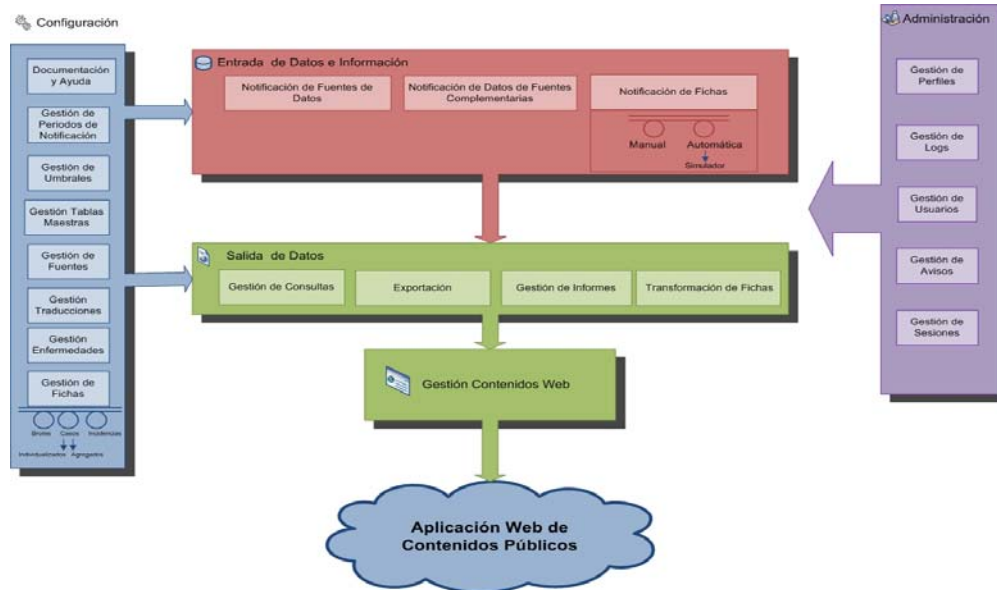 Configuración
Documentación
y Ayuda
Gestión de
Periodos de
Notificación
Gestión de
Umbrales
Gestión Tablas
Maestras
Gestión de
Fuentes
Gestión
Traducciones
Gestión
Enfermedades
Gestión de
Fichas
Brotes Casos Incidencias
Individualizados Agregados
Entrada de Datos e Información
Notificación de Fuentes de
Datos
Notificación de Datos de Fuentes
Complementarias
Notificación de Fichas
Manual Automática
Simulador
Salida de Datos
Gestión de Consultas
Exportación
Gestión de Informes
Transformación de Fichas
Gestión Contenidos Web
Aplicación Web de
Contenidos Públicos
Administración
Gestión de
Perfiles
Gestión de
Logs
Gestión de
Usuarios
Gestión de
Avisos
Gestión de
Sesiones